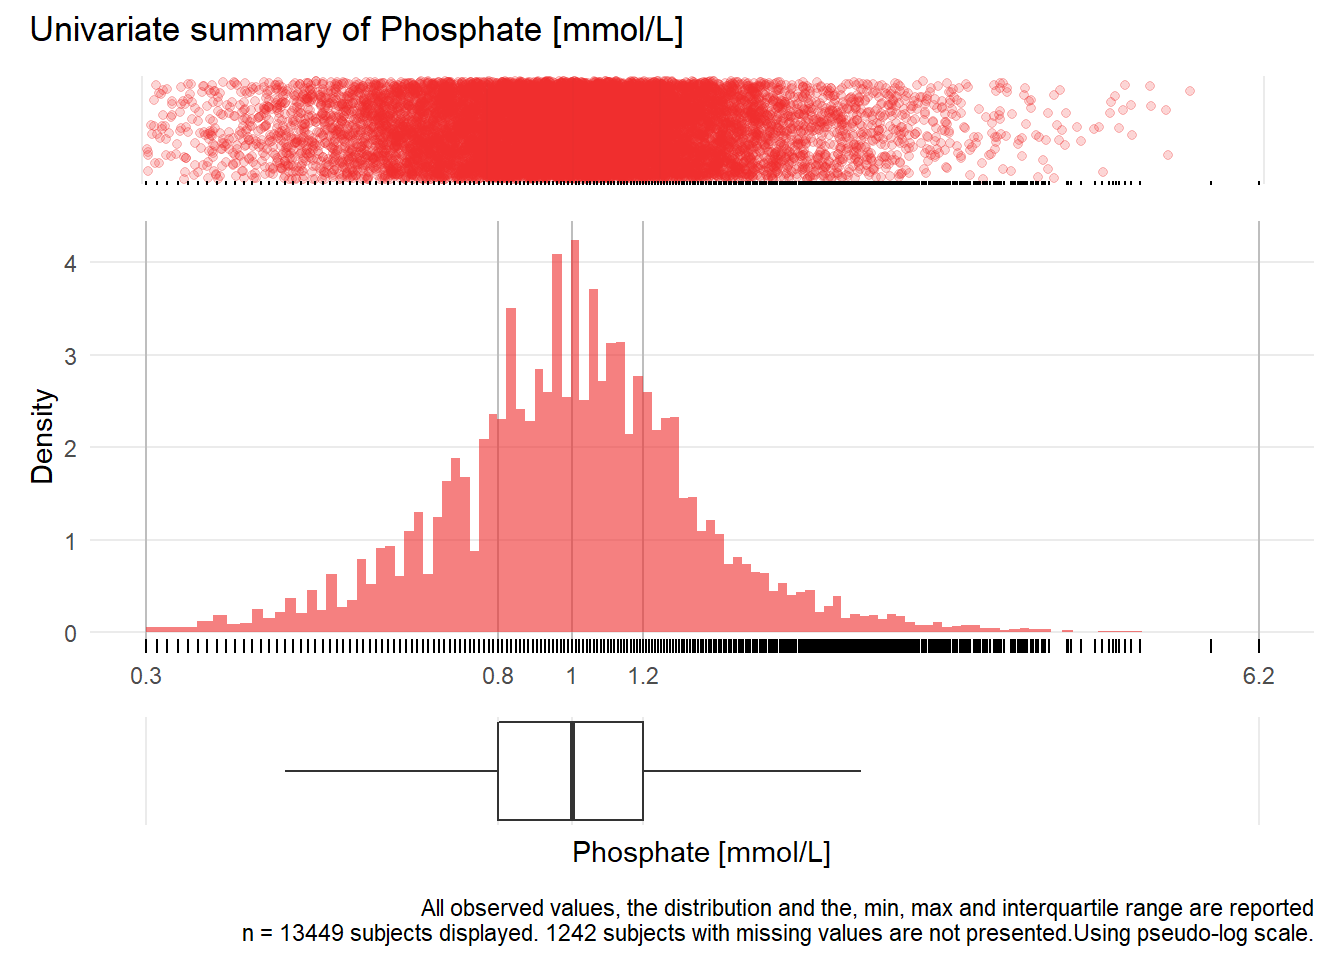 Univariate summary of Phosphate [mmol/L]
4
3
2
1
0
Density
0.3 0.8 1 1.2 6.2
Phosphate [mmol/L]
All observed values, the distribution and the, min, max and interquartile range are reported
n = 13449 subjects displayed. 1242 subjects with missing values are not presented.Using pseudo-log scale.